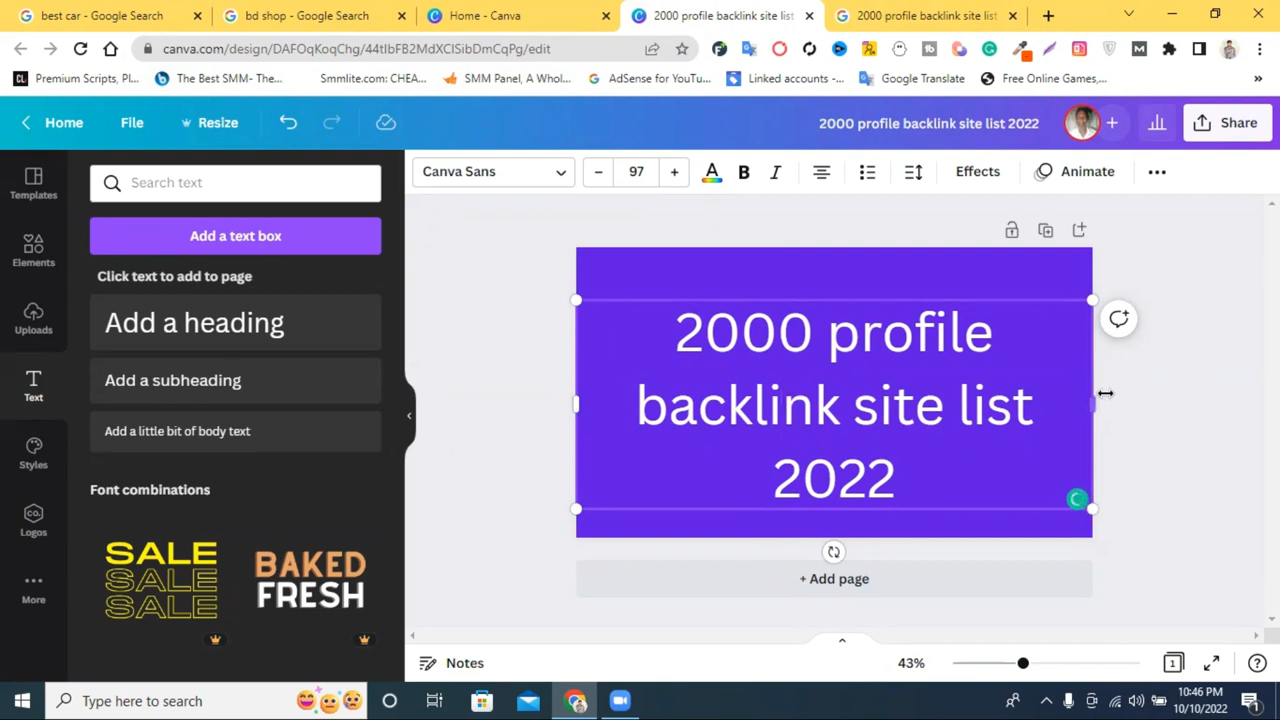 best car - Google Search
bd shop - Google Search
Home - Canva
2000 profile backlink site list
2000 profile backlink site list
canva.com/design/DAFOqKoqChg/44tIbFB2MdXCISibDmCqPg/edit
Premium Scripts, Pl...
The Best SMM- The...
Smmlite.com: CHEA...
SMM Panel, A Whol...
AdSense for YouTu...
Linked accounts -...
Google Translate
Free Online Games,...
Home
File
Resize
2000 profile backlink site list 2022
Share
Templates
Elements
Uploads
Text
Styles
Logos
More
Search text
Add a text box
Click text to add to page
Add a heading
Add a subheading
Add a little bit of body text
Font combinations
SALE
SALE
SALE
BAKED
FRESH
Canva Sans
97
B
I
Effects
Animate
2000 profile
backlink site list
2022
+ Add page
Notes
43%
1
Type here to search
10:46 PM
10/10/2022